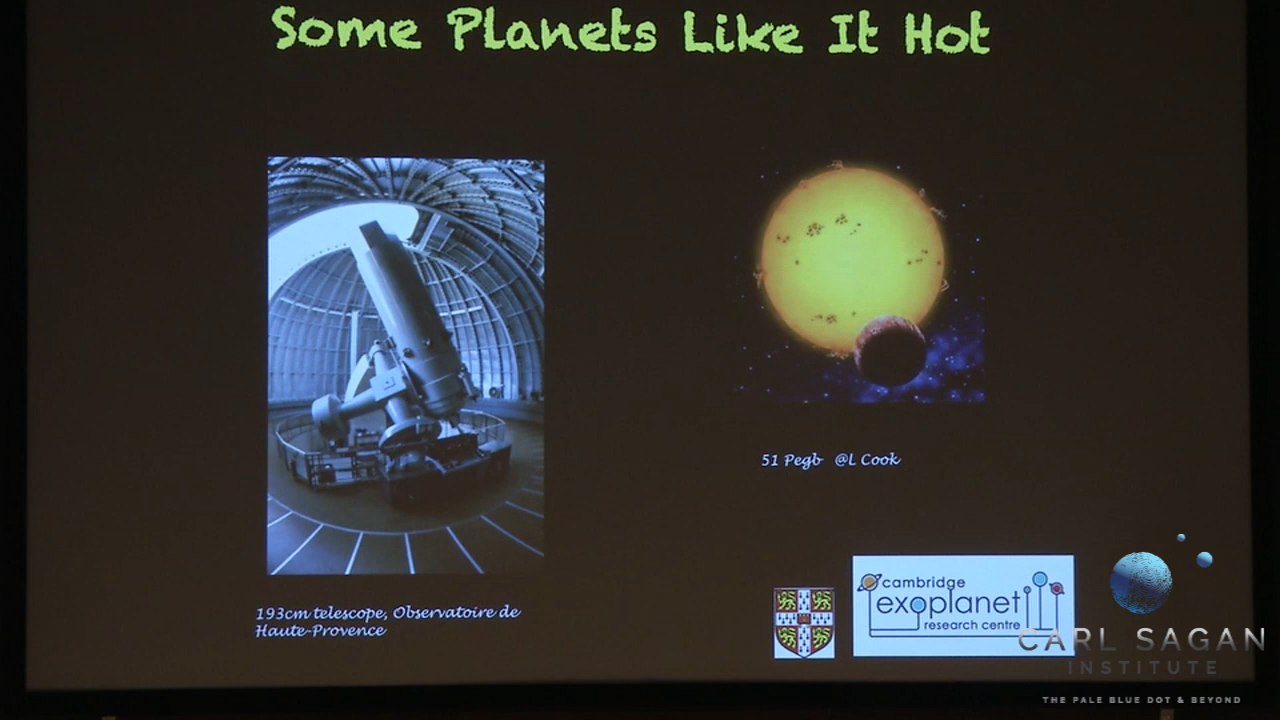 Some Planets Like It Hot
51 Pegb @L Cook
193cm telescope, Observatoire de
Haute-Provence
cambridge
exoplanet
research centre
CARL SAGAN
INSTITUTE
THE PALE BLUE DOT & BEYOND